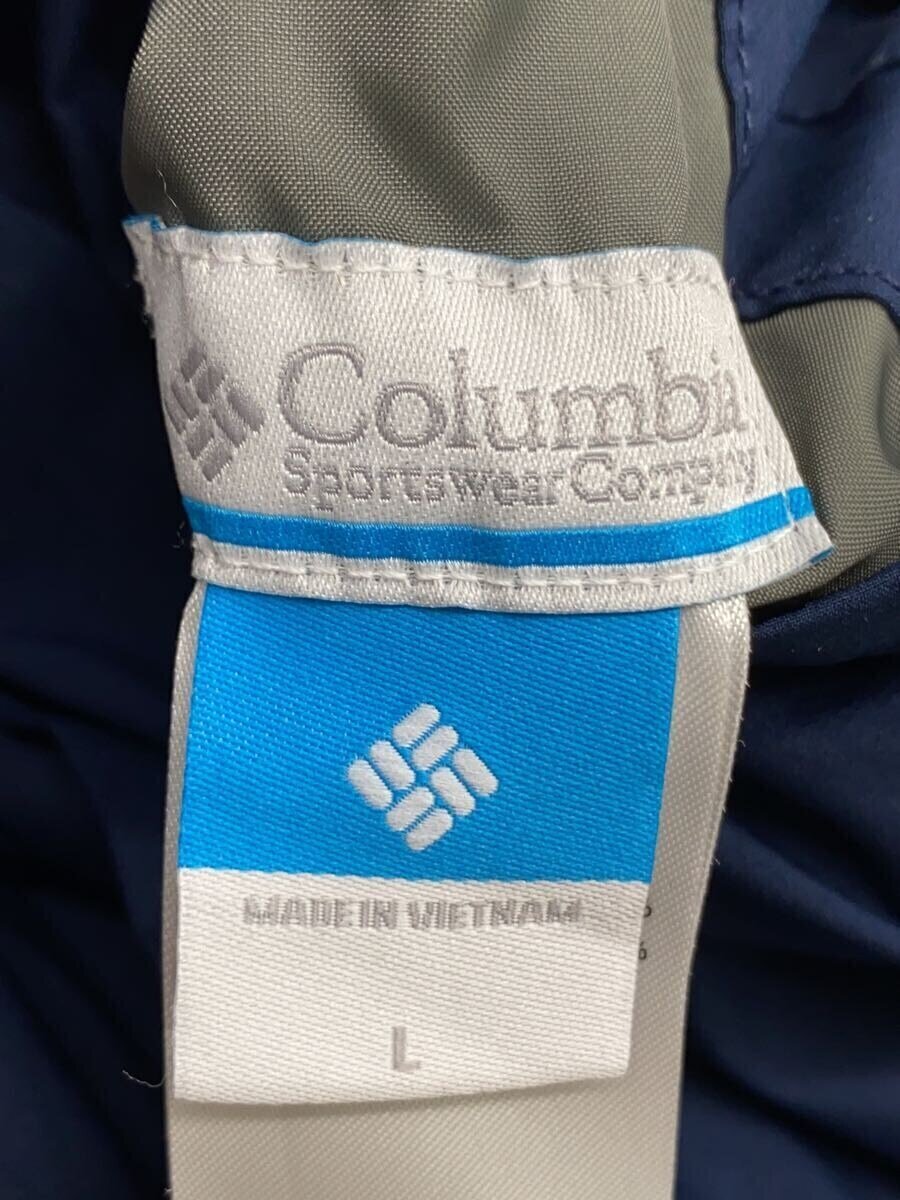 Columbia
Sportswear Company
MADE IN VIETNAM
L